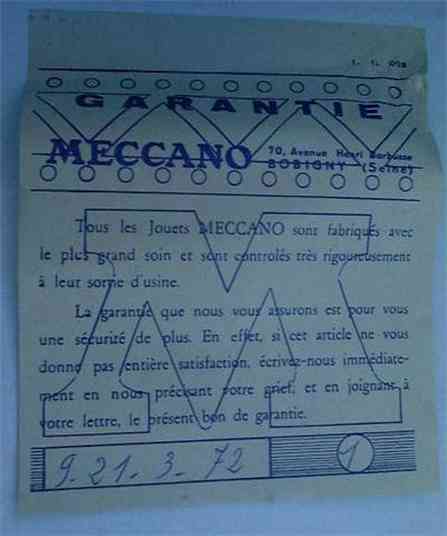 GARANTIE
MECCANO 70, Avenue Henri Barbusse
BOBIGNY (Seine)
Tous les Jouets MECCANO sont fabriqués avec
le plus grand soin et sont contrôlés très rigoureusement
à leur sortie d'usine.
La garantie que nous vous assurons est pour vous
une sécurité de plus. En effet, si cet article ne vous
donne pas entière satisfaction, écrivez-nous immédiate-
ment en nous précisant votre grief, et en joignant à
votre lettre, le présent bon de garantie.
9-21-3-72 1